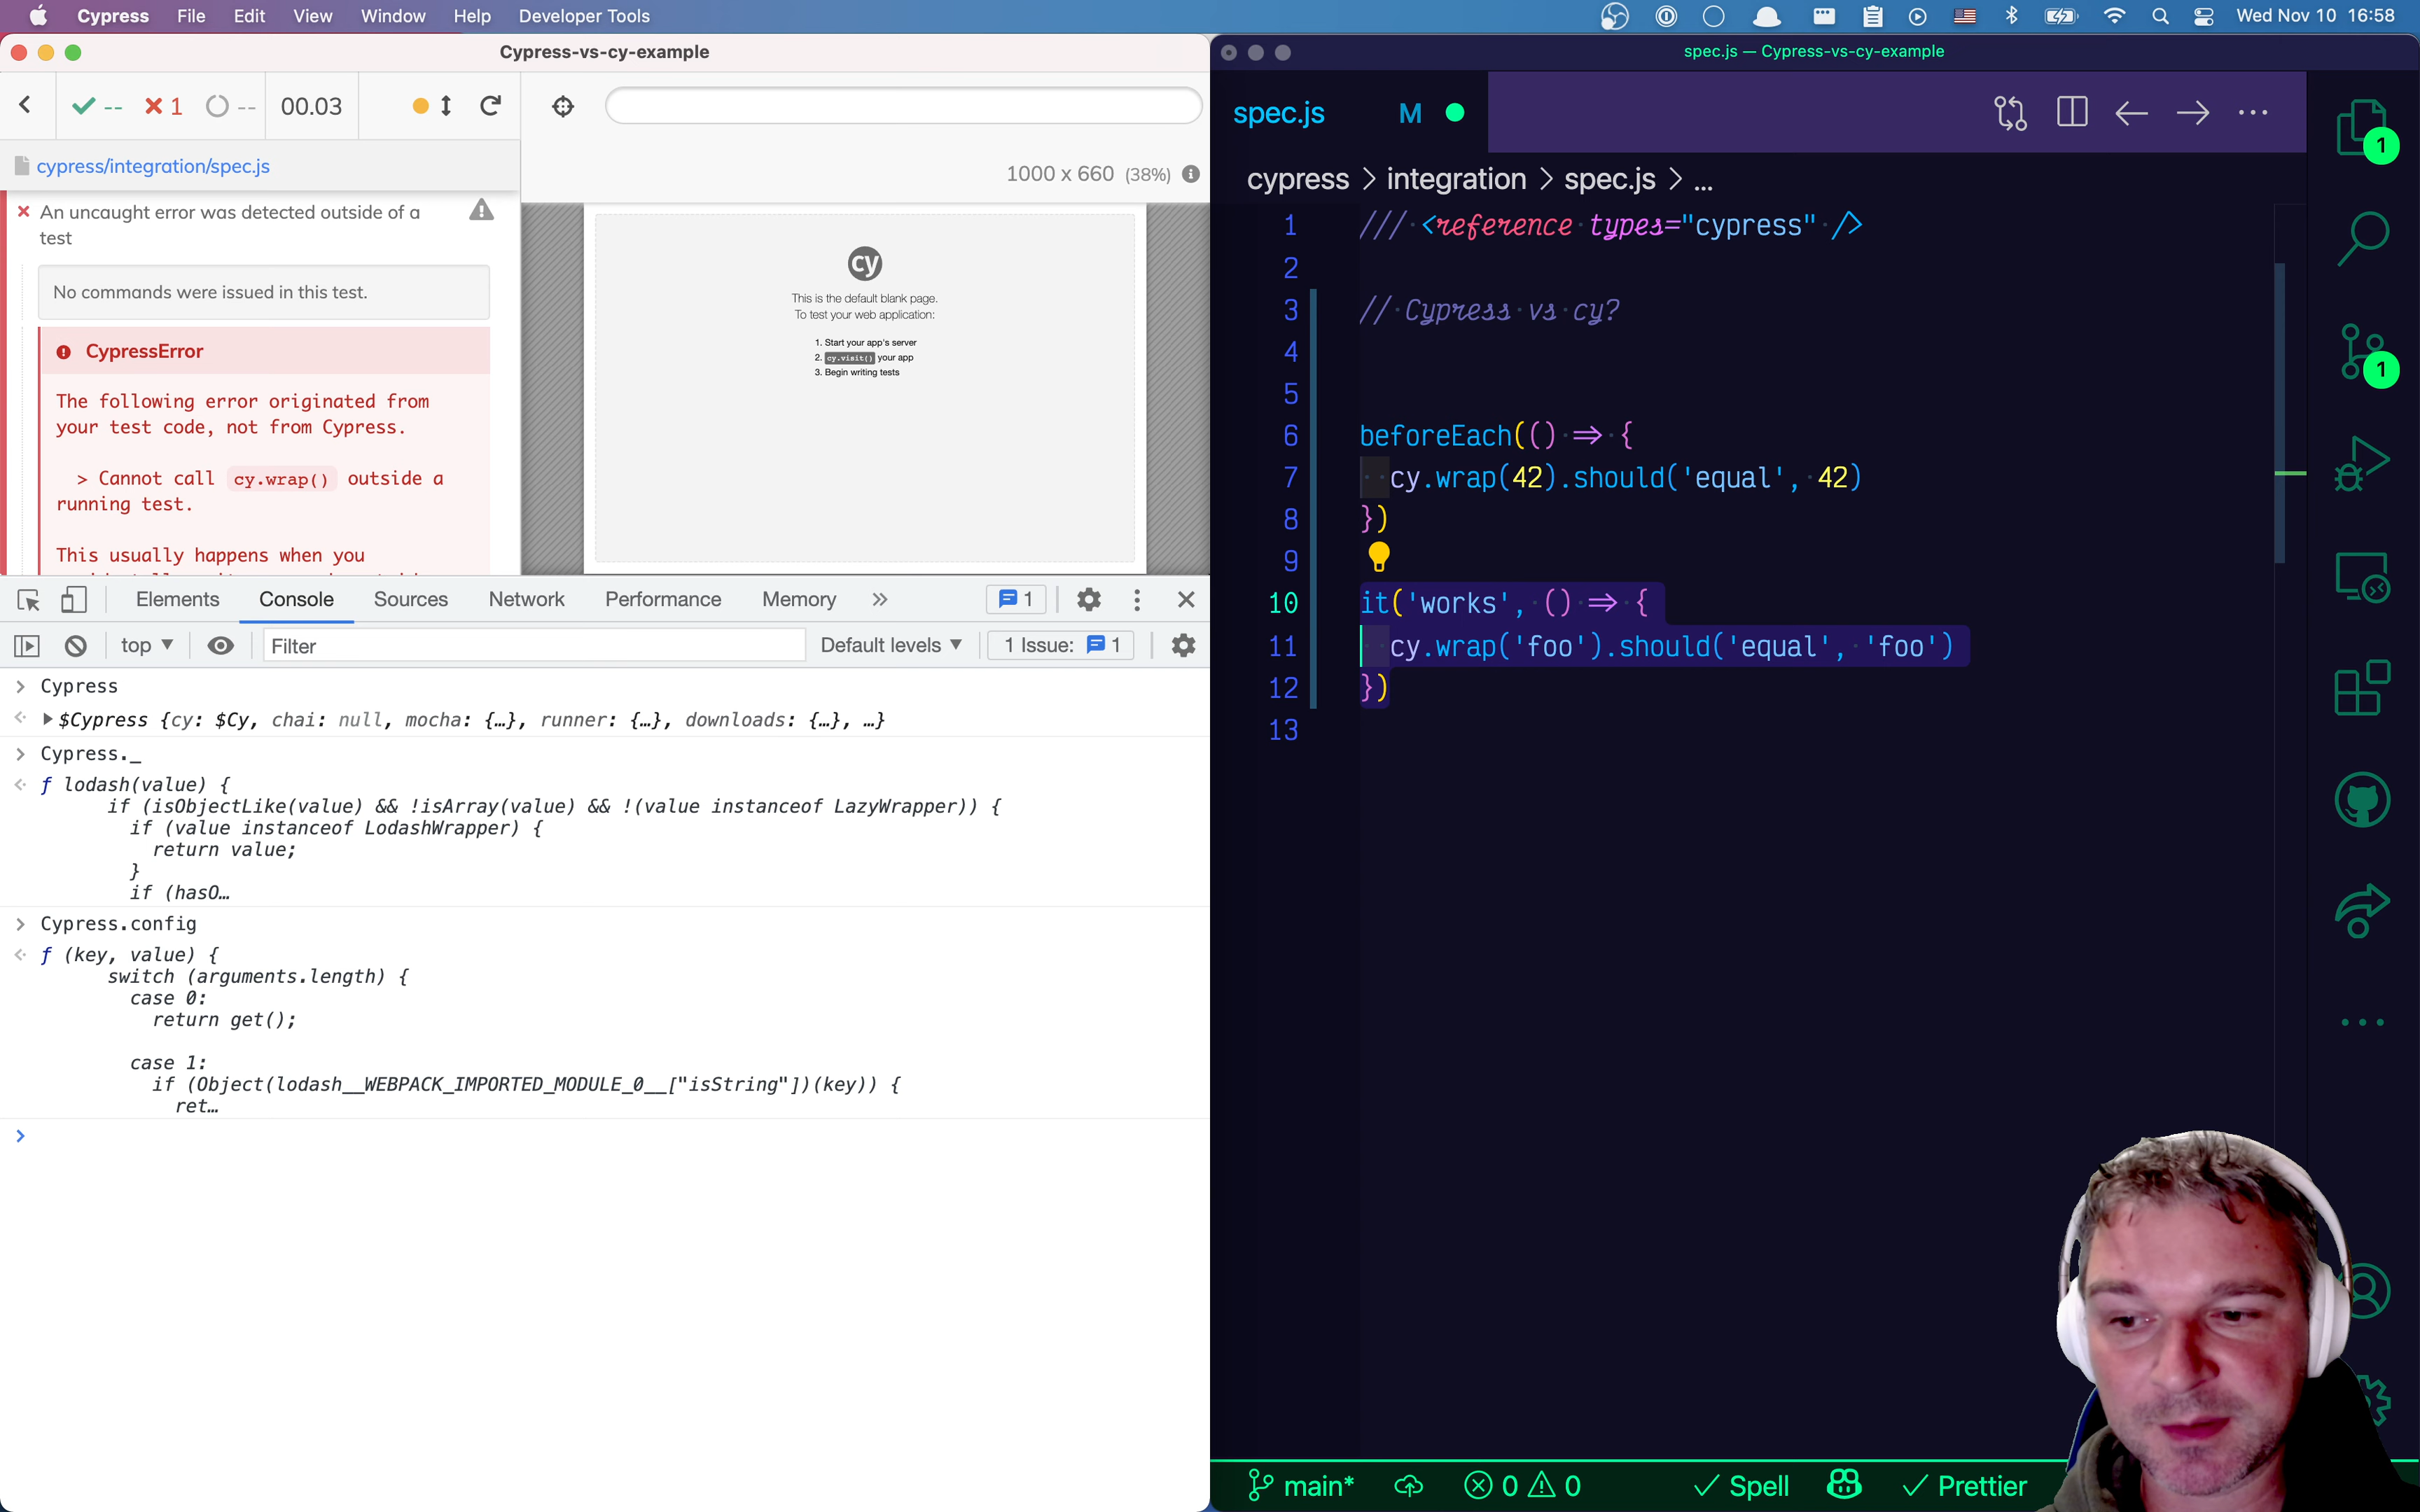 Cypress File Edit View Window Help Developer Tools
Wed Nov 10 16:58
Cypress-vs-cy-example
-- 1 -- 00.03
cypress/integration/spec.js
1000 x 660 (38%)
An uncaught error was detected outside of a
test
No commands were issued in this test.
CypressError
The following error originated from
your test code, not from Cypress.
> Cannot call cy.wrap() outside a
running test.
This usually happens when you
cy
This is the default blank page.
To test your web application:
1. Start your app's server
2. cy.visit() your app
3. Begin writing tests
Elements Console Sources Network Performance Memory » 1
top Filter Default levels 1 Issue: 1
Cypress
$Cypress {cy: $Cy, chai: null, mocha: {…}, runner: {…}, downloads: {…}, …}
Cypress._
f lodash(value) {
if (isObjectLike(value) && !isArray(value) && !(value instanceof LazyWrapper)) {
if (value instanceof LodashWrapper) {
return value;
}
if (hasO…
Cypress.config
f (key, value) {
switch (arguments.length) {
case 0:
return get();
case 1:
if (Object(lodash__WEBPACK_IMPORTED_MODULE_0__["isString"])(key)) {
ret…
spec.js — Cypress-vs-cy-example
spec.js M
cypress > integration > spec.js > ...
1 /// <reference types="cypress" />
2
3 // Cypress vs cy?
4
5
6 beforeEach(() => {
7 cy.wrap(42).should('equal', 42)
8 })
9
10 it('works', () => {
11 cy.wrap('foo').should('equal', 'foo')
12 })
13
1
1
main* 0 0 Spell Prettier